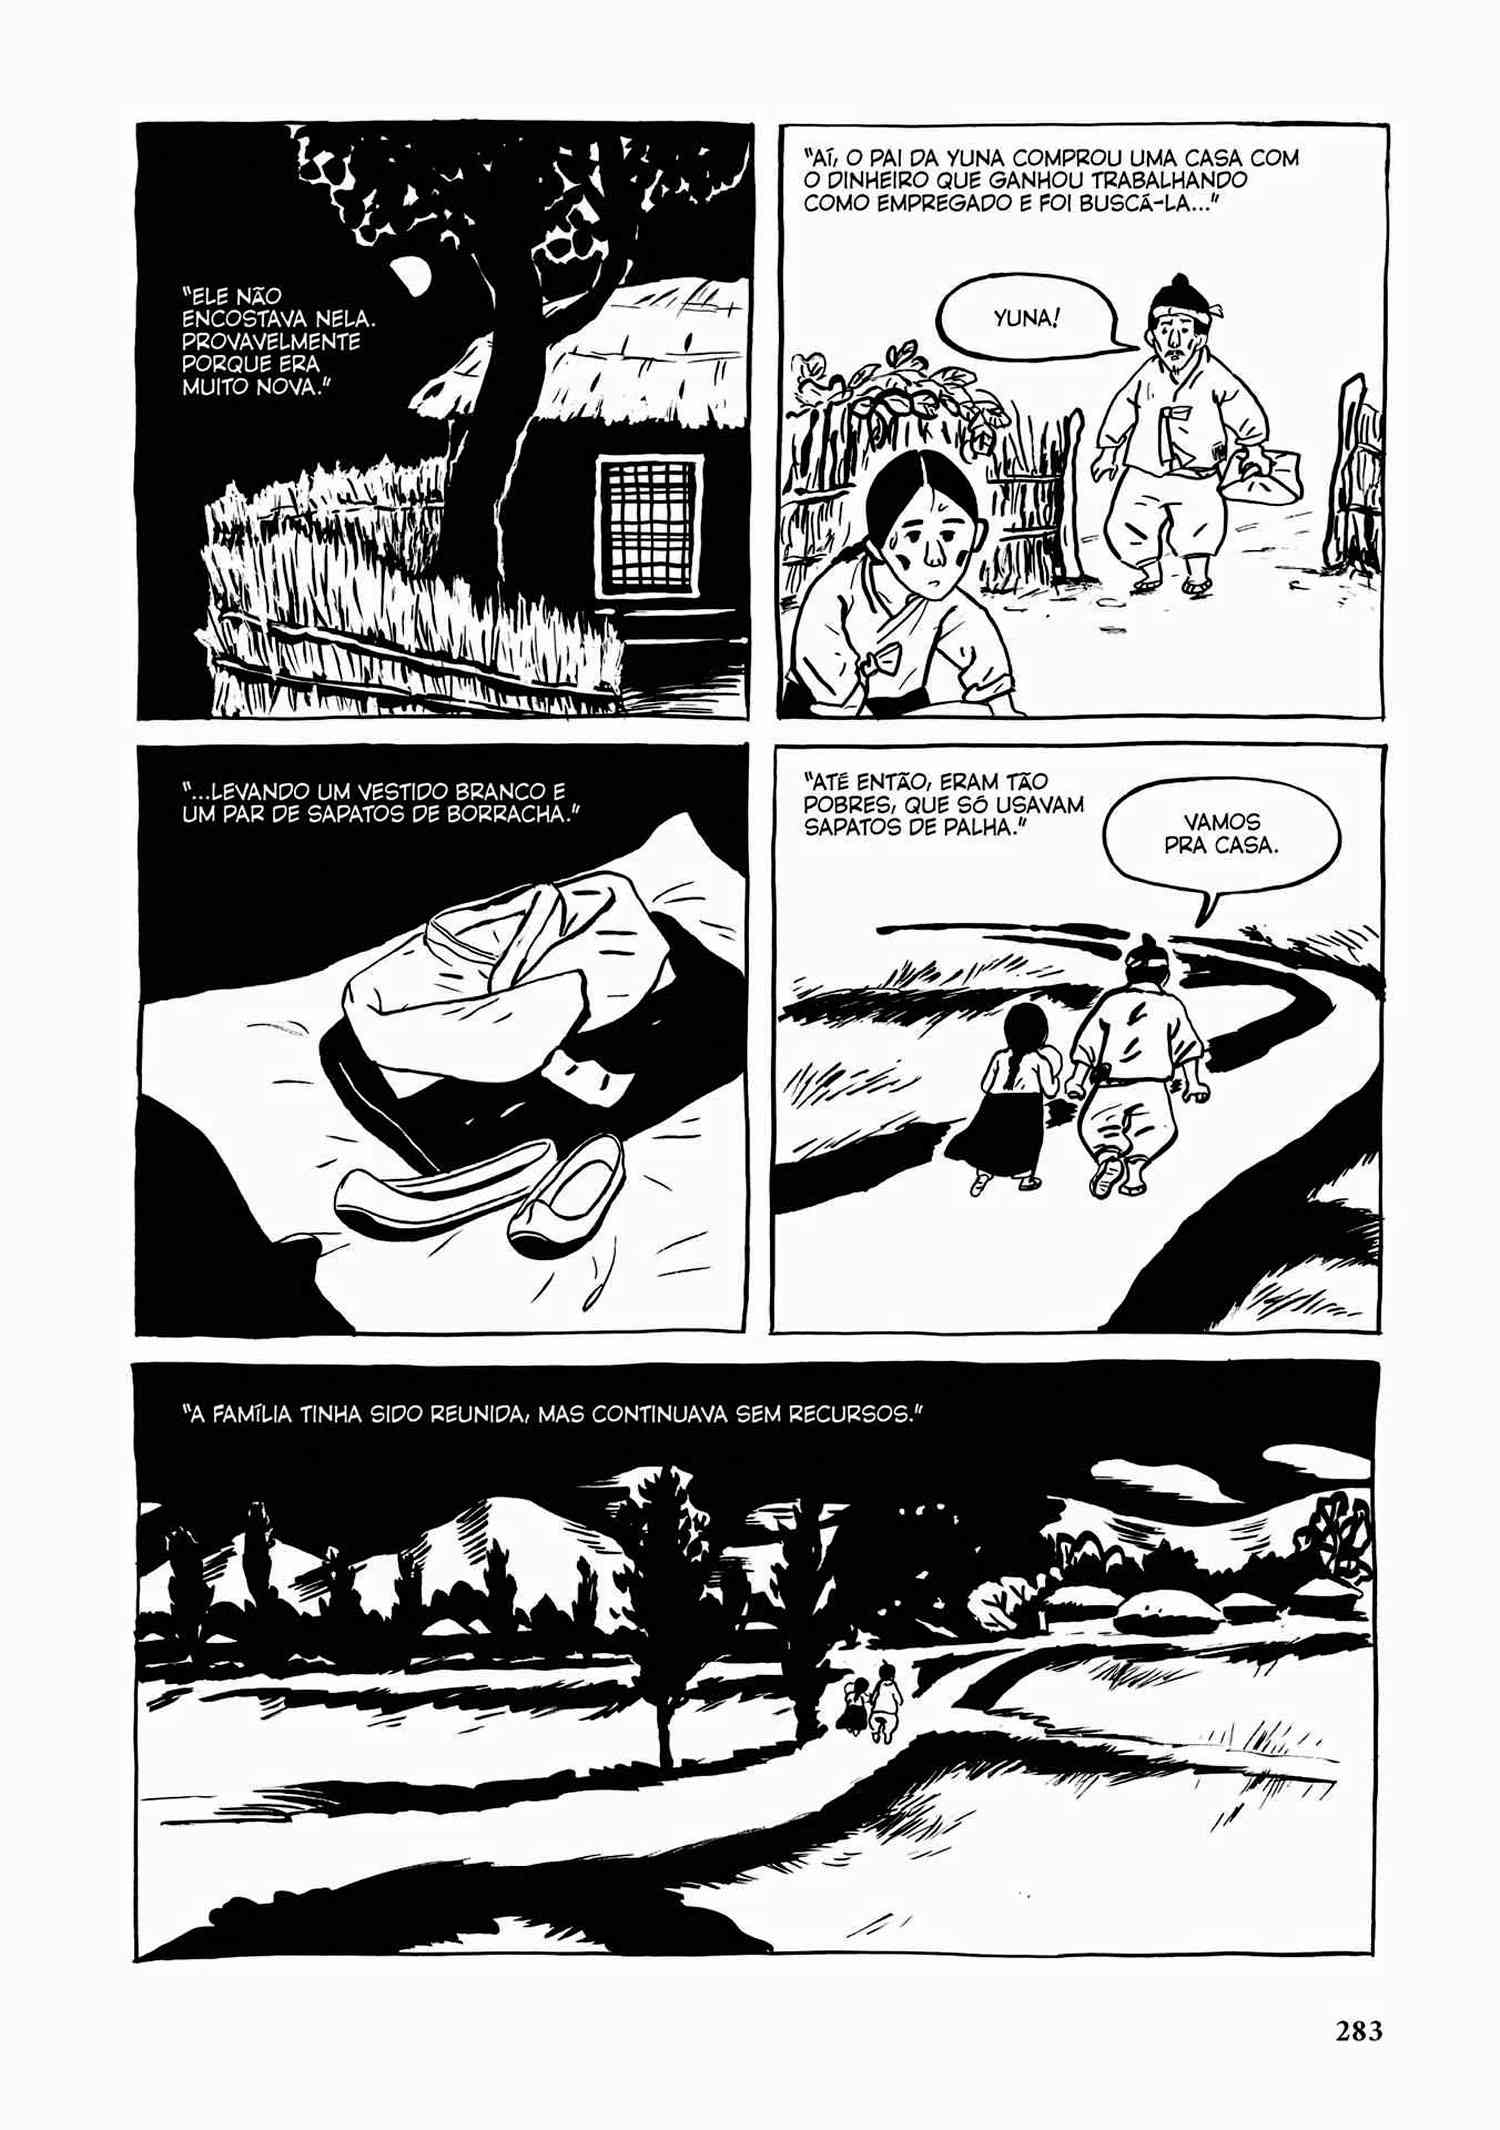 "ELE NÃO
ENCOSTAVA NELA.
PROVAVELMENTE
PORQUE ERA
MUITO NOVA."
"AÍ, O PAI DA YUNA COMPROU UMA CASA COM
O DINHEIRO QUE GANHOU TRABALHANDO
COMO EMPREGADO E FOI BUSCÁ-LA..."
YUNA!
"...LEVANDO UM VESTIDO BRANCO E
UM PAR DE SAPATOS DE BORRACHA."
"ATÉ ENTÃO, ERAM TÃO
POBRES, QUE SÓ USAVAM
SAPATOS DE PALHA."
VAMOS
PRA CASA.
"A FAMÍLIA TINHA SIDO REUNIDA, MAS CONTINUAVA SEM RECURSOS."
283